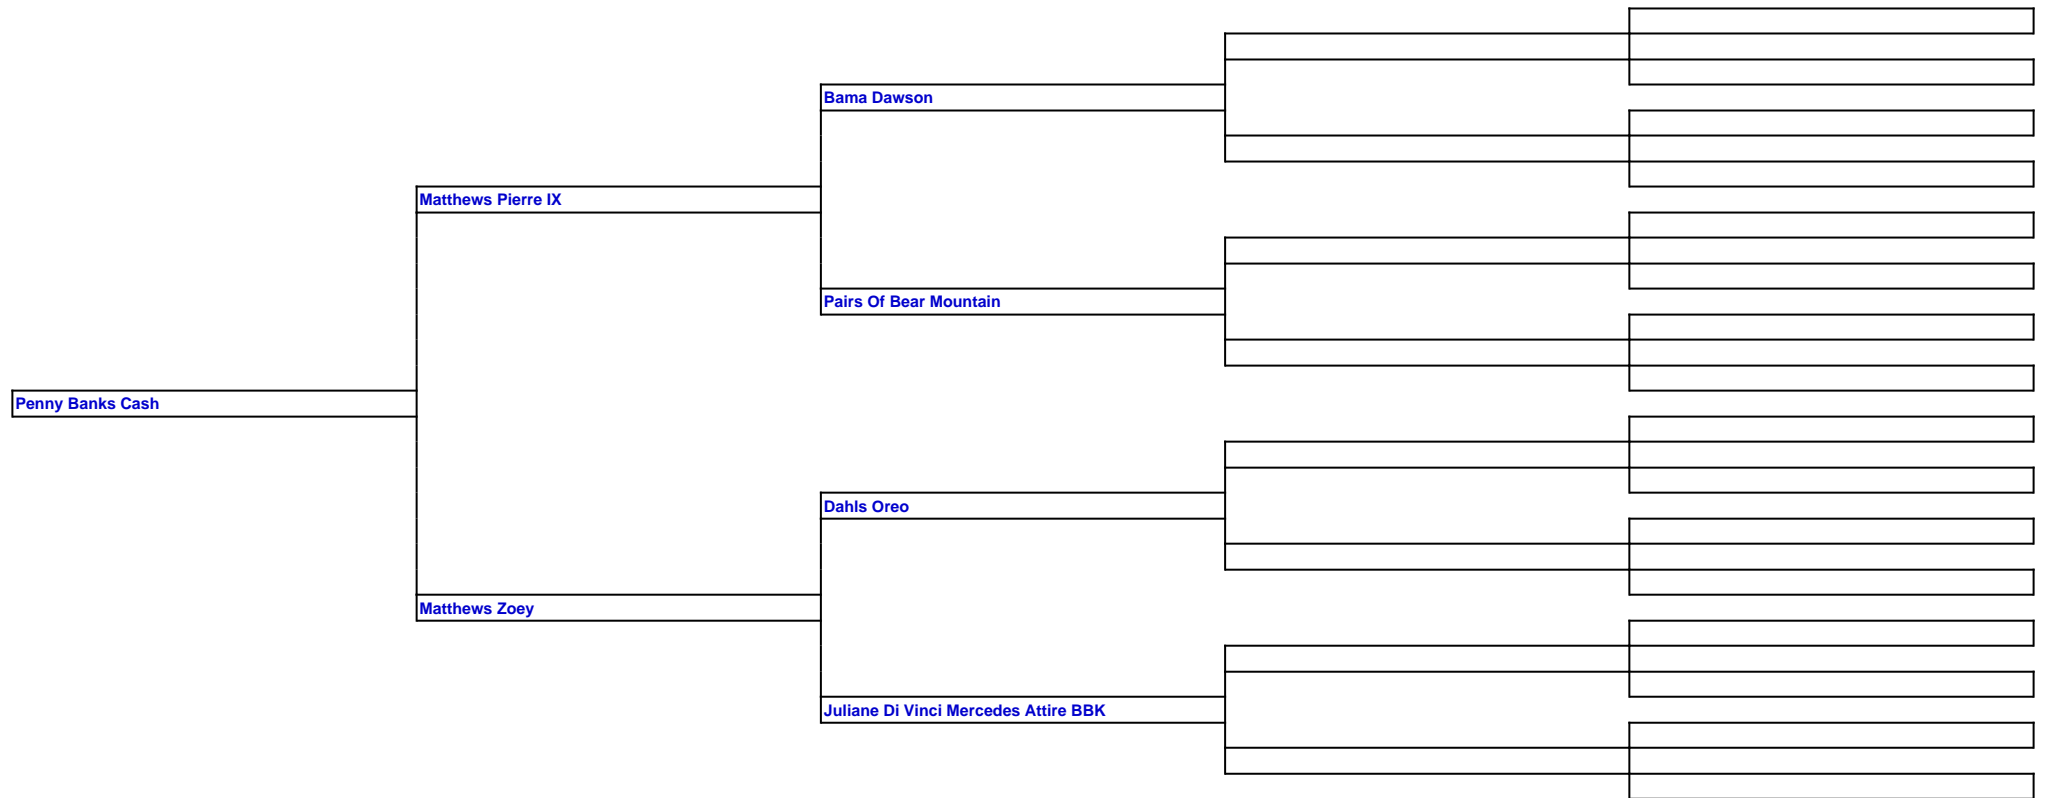 Bama Dawson
Matthews Pierre IX
Pairs Of Bear Mountain
Penny Banks Cash
Dahls Oreo
Matthews Zoey
Juliane Di Vinci Mercedes Attire BBK